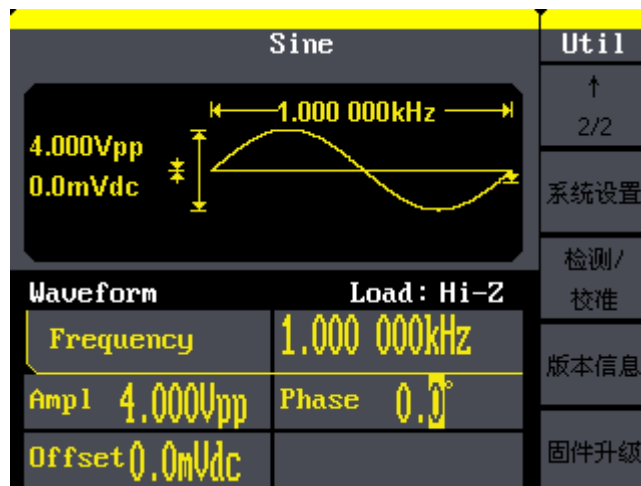 Sine
1.000 000kHz
4.000Vpp
0.0mVdc
Waveform
Load: Hi-Z
Frequency
1.000 000kHz
Ampl
4.000Vpp
Phase
0.0°
Offset
0.0mVdc
Util
↑
2/2
系统设置
检测/
校准
版本信息
固件升级